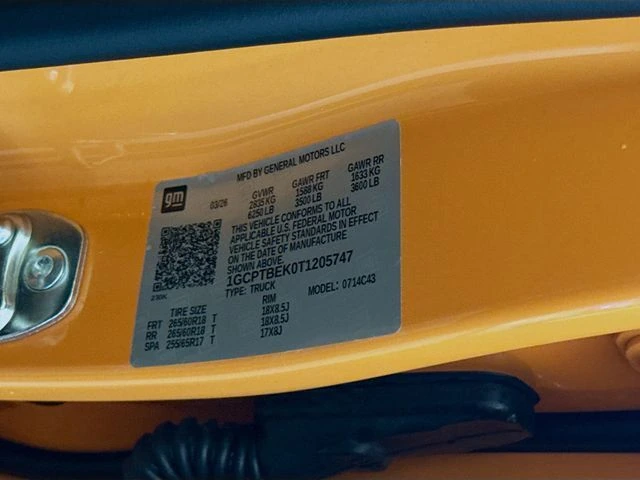 gm
MFD BY GENERAL MOTORS LLC
03/26 GVWR GAWR FRT GAWR RR
2835 KG 1588 KG 1633 KG
6250 LB 3500 LB 3600 LB
THIS VEHICLE CONFORMS TO ALL
APPLICABLE U.S. FEDERAL MOTOR
VEHICLE SAFETY STANDARDS IN EFFECT
ON THE DATE OF MANUFACTURE
SHOWN ABOVE.
1GCPTBEK0T1205747
TYPE: TRUCK MODEL: 0714C43
230K
TIRE SIZE RIM
FRT 265/60R18 T 18X8.5J
RR 265/60R18 T 18X8.5J
SPA 255/65R17 T 17X8J